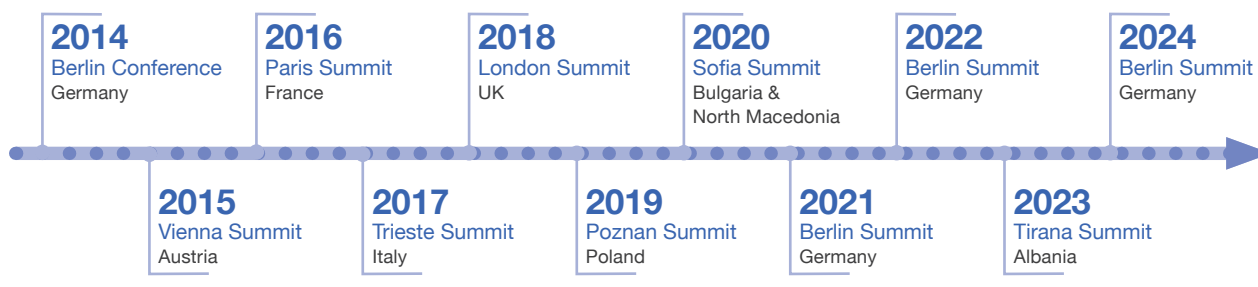 2014
Berlin Conference
Germany
2015
Vienna Summit
Austria
2016
Paris Summit
France
2017
Trieste Summit
Italy
2018
London Summit
UK
2019
Poznan Summit
Poland
2020
Sofia Summit
Bulgaria &
North Macedonia
2021
Berlin Summit
Germany
2022
Berlin Summit
Germany
2023
Tirana Summit
Albania
2024
Berlin Summit
Germany